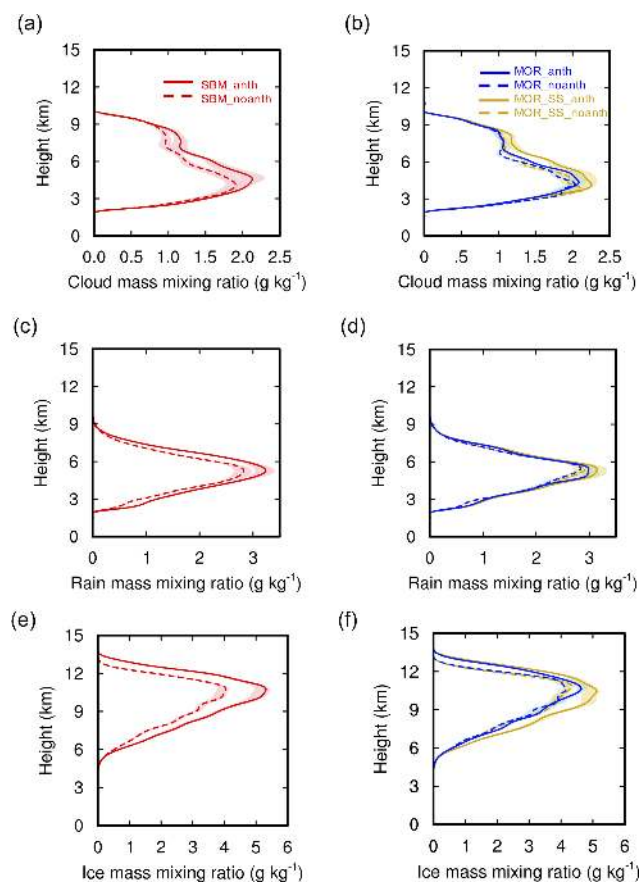 (a)
15
12
9
6
3
0
Height (km)
SBM_anth
SBM_noanth
0.0 0.5 1.0 1.5 2.0 2.5
Cloud mass mixing ratio (g kg⁻¹)
(b)
15
12
9
6
3
0
Height (km)
MOR_anth
MOR_noanth
MOR_SS_anth
MOR_SS_noanth
0 .5 1 1.5 2 2.5
Cloud mass mixing ratio (g kg⁻¹)
(c)
15
12
9
6
3
0
Height (km)
0 1 2 3
Rain mass mixing ratio (g kg⁻¹)
(d)
15
12
9
6
3
0
Height (km)
0 1 2 3
Rain mass mixing ratio (g kg⁻¹)
(e)
15
12
9
6
3
0
Height (km)
0 1 2 3 4 5 6
Ice mass mixing ratio (g kg⁻¹)
(f)
15
12
9
6
3
0
Height (km)
0 1 2 3 4 5 6
Ice mass mixing ratio (g kg⁻¹)